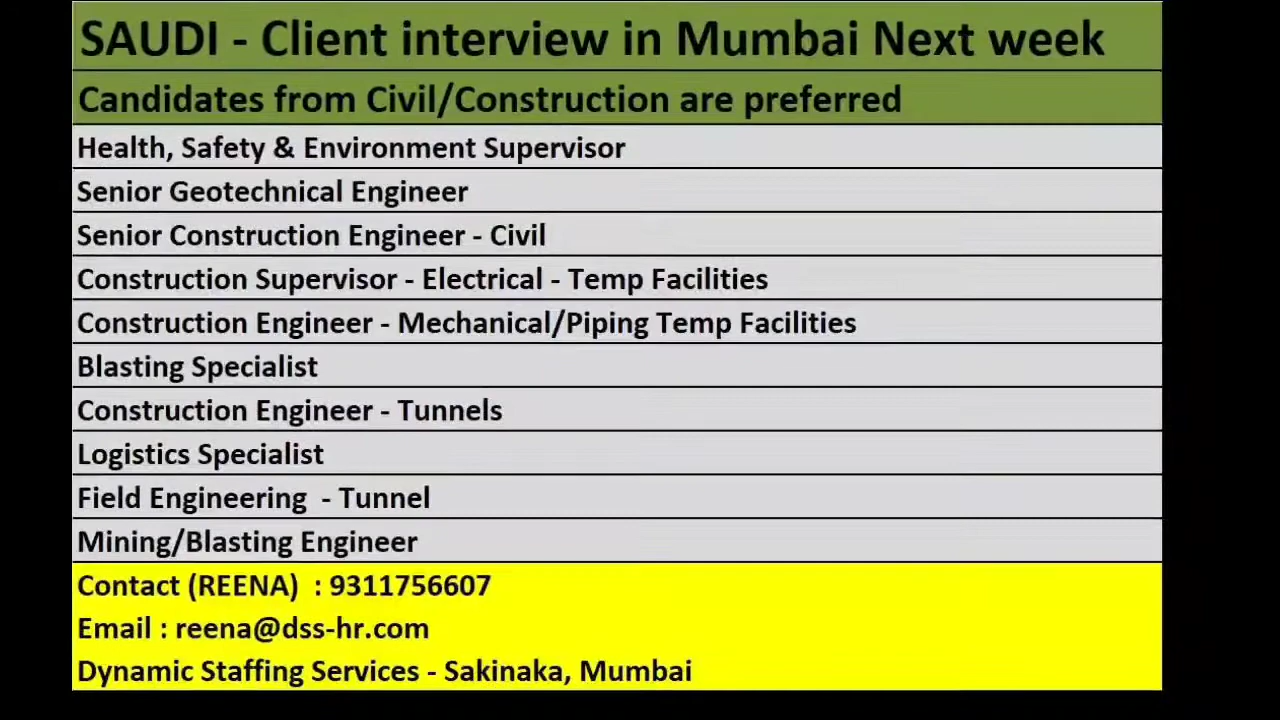 SAUDI - Client interview in Mumbai Next week
Candidates from Civil/Construction are preferred
Health, Safety & Environment Supervisor
Senior Geotechnical Engineer
Senior Construction Engineer - Civil
Construction Supervisor - Electrical - Temp Facilities
Construction Engineer - Mechanical/Piping Temp Facilities
Blasting Specialist
Construction Engineer - Tunnels
Logistics Specialist
Field Engineering  - Tunnel
Mining/Blasting Engineer
Contact (REENA)  : 9311756607
Email : reena@dss-hr.com
Dynamic Staffing Services - Sakinaka, Mumbai